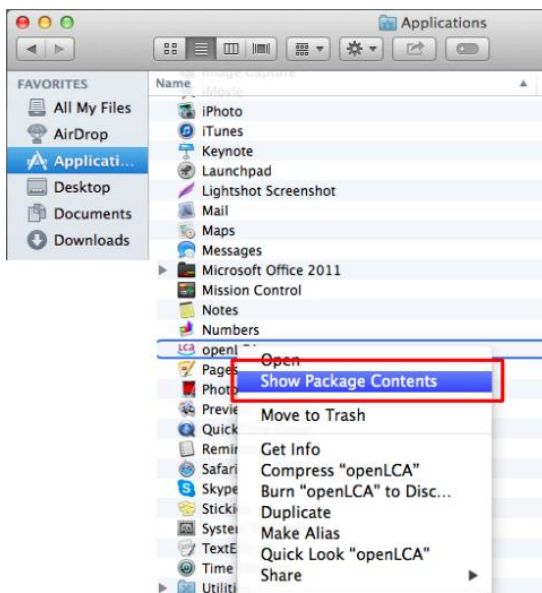 Applications
FAVORITES
All My Files
AirDrop
Applicati...
Desktop
Documents
Downloads
Name
iMovie
iPhoto
iTunes
Keynote
Launchpad
Lightshot Screenshot
Mail
Maps
Messages
Microsoft Office 2011
Mission Control
Notes
Numbers
openL
Pages
Photo
Previe
Quick
Remin
Safari
Skype
Stickie
System
TextE
Time
Utiliti
Open
Show Package Contents
Move to Trash
Get Info
Compress “openLCA”
Burn “openLCA” to Disc...
Duplicate
Make Alias
Quick Look “openLCA”
Share